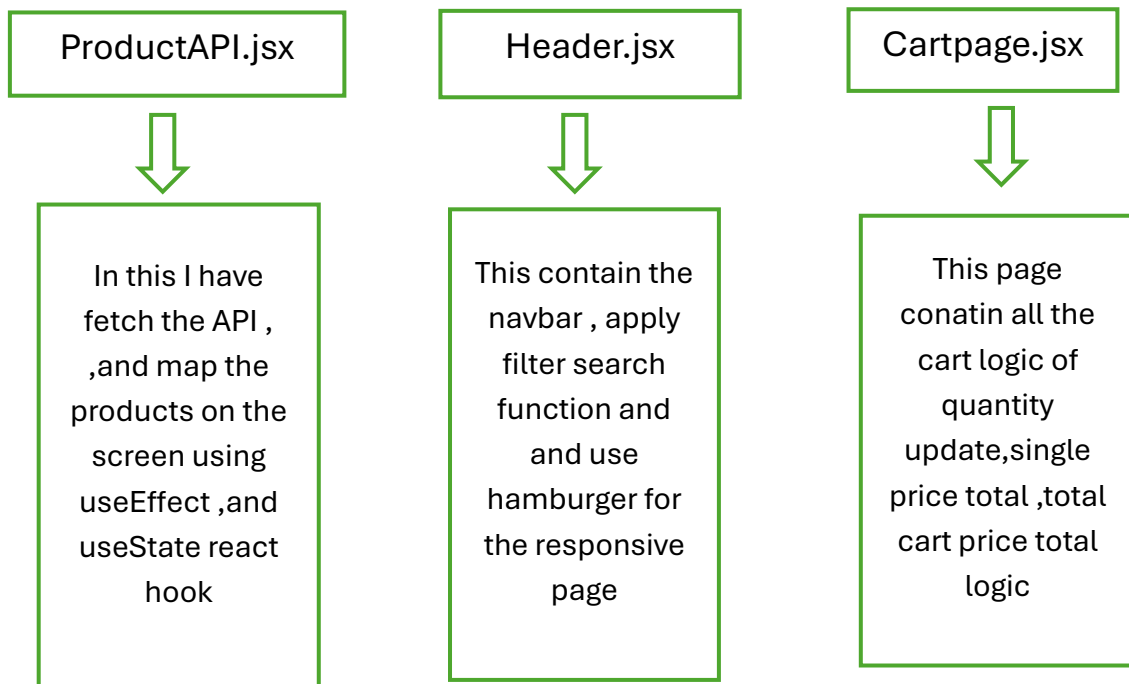 ProductAPI.jsx
Header.jsx
Cartpage.jsx
In this I have
fetch the API ,
,and map the
products on the
screen using
useEffect ,and
useState react
hook
This contain the
navbar , apply
filter search
function and
and use
hamburger for
the responsive
page
This page
conatin all the
cart logic of
quantity
update,single
price total ,total
cart price total
logic